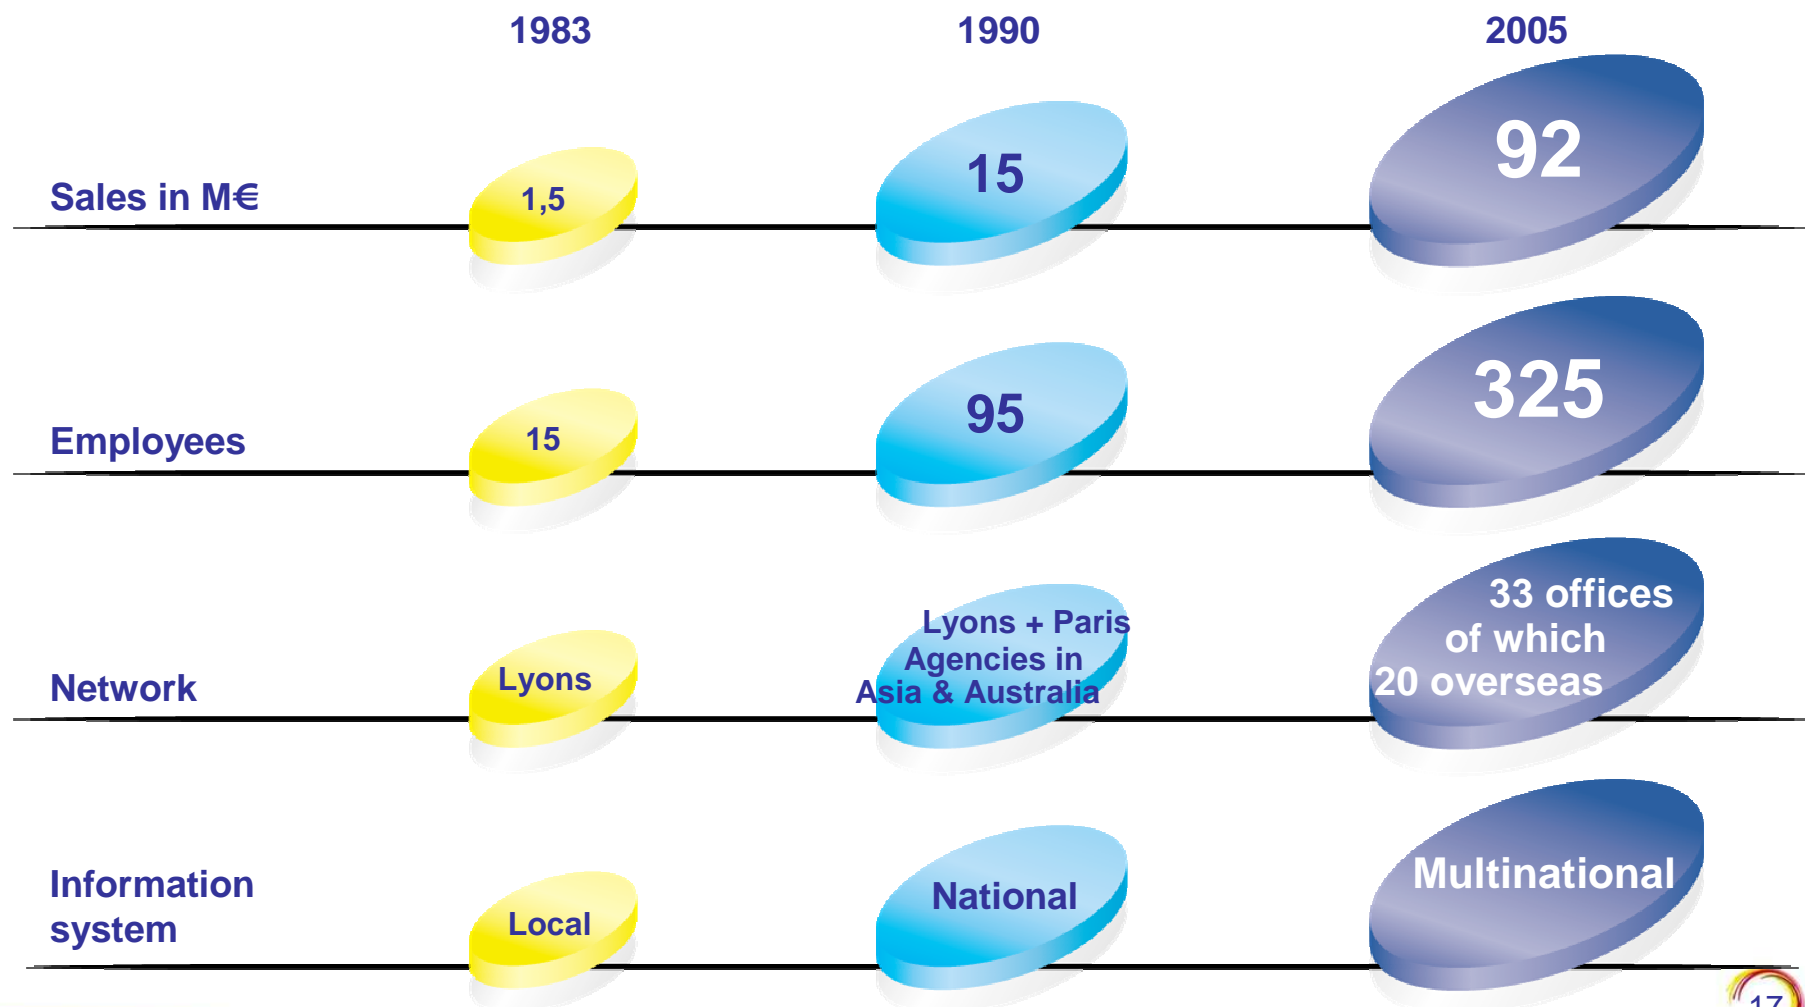 1983 1990 2005
Sales in M€ 1,5 15 92
Employees 15 95 325
Network Lyons
Lyons + Paris
Agencies in
Asia & Australia
33 offices
of which
20 overseas
Information
system
Local National Multinational
17